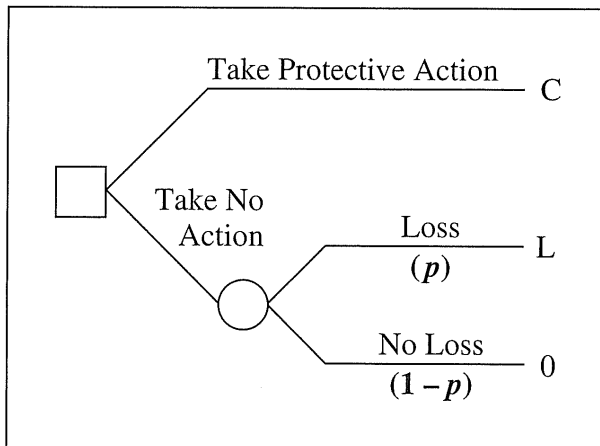 Take Protective Action C
Take No
Action
Loss L
(p)
No Loss 0
(1 – p)